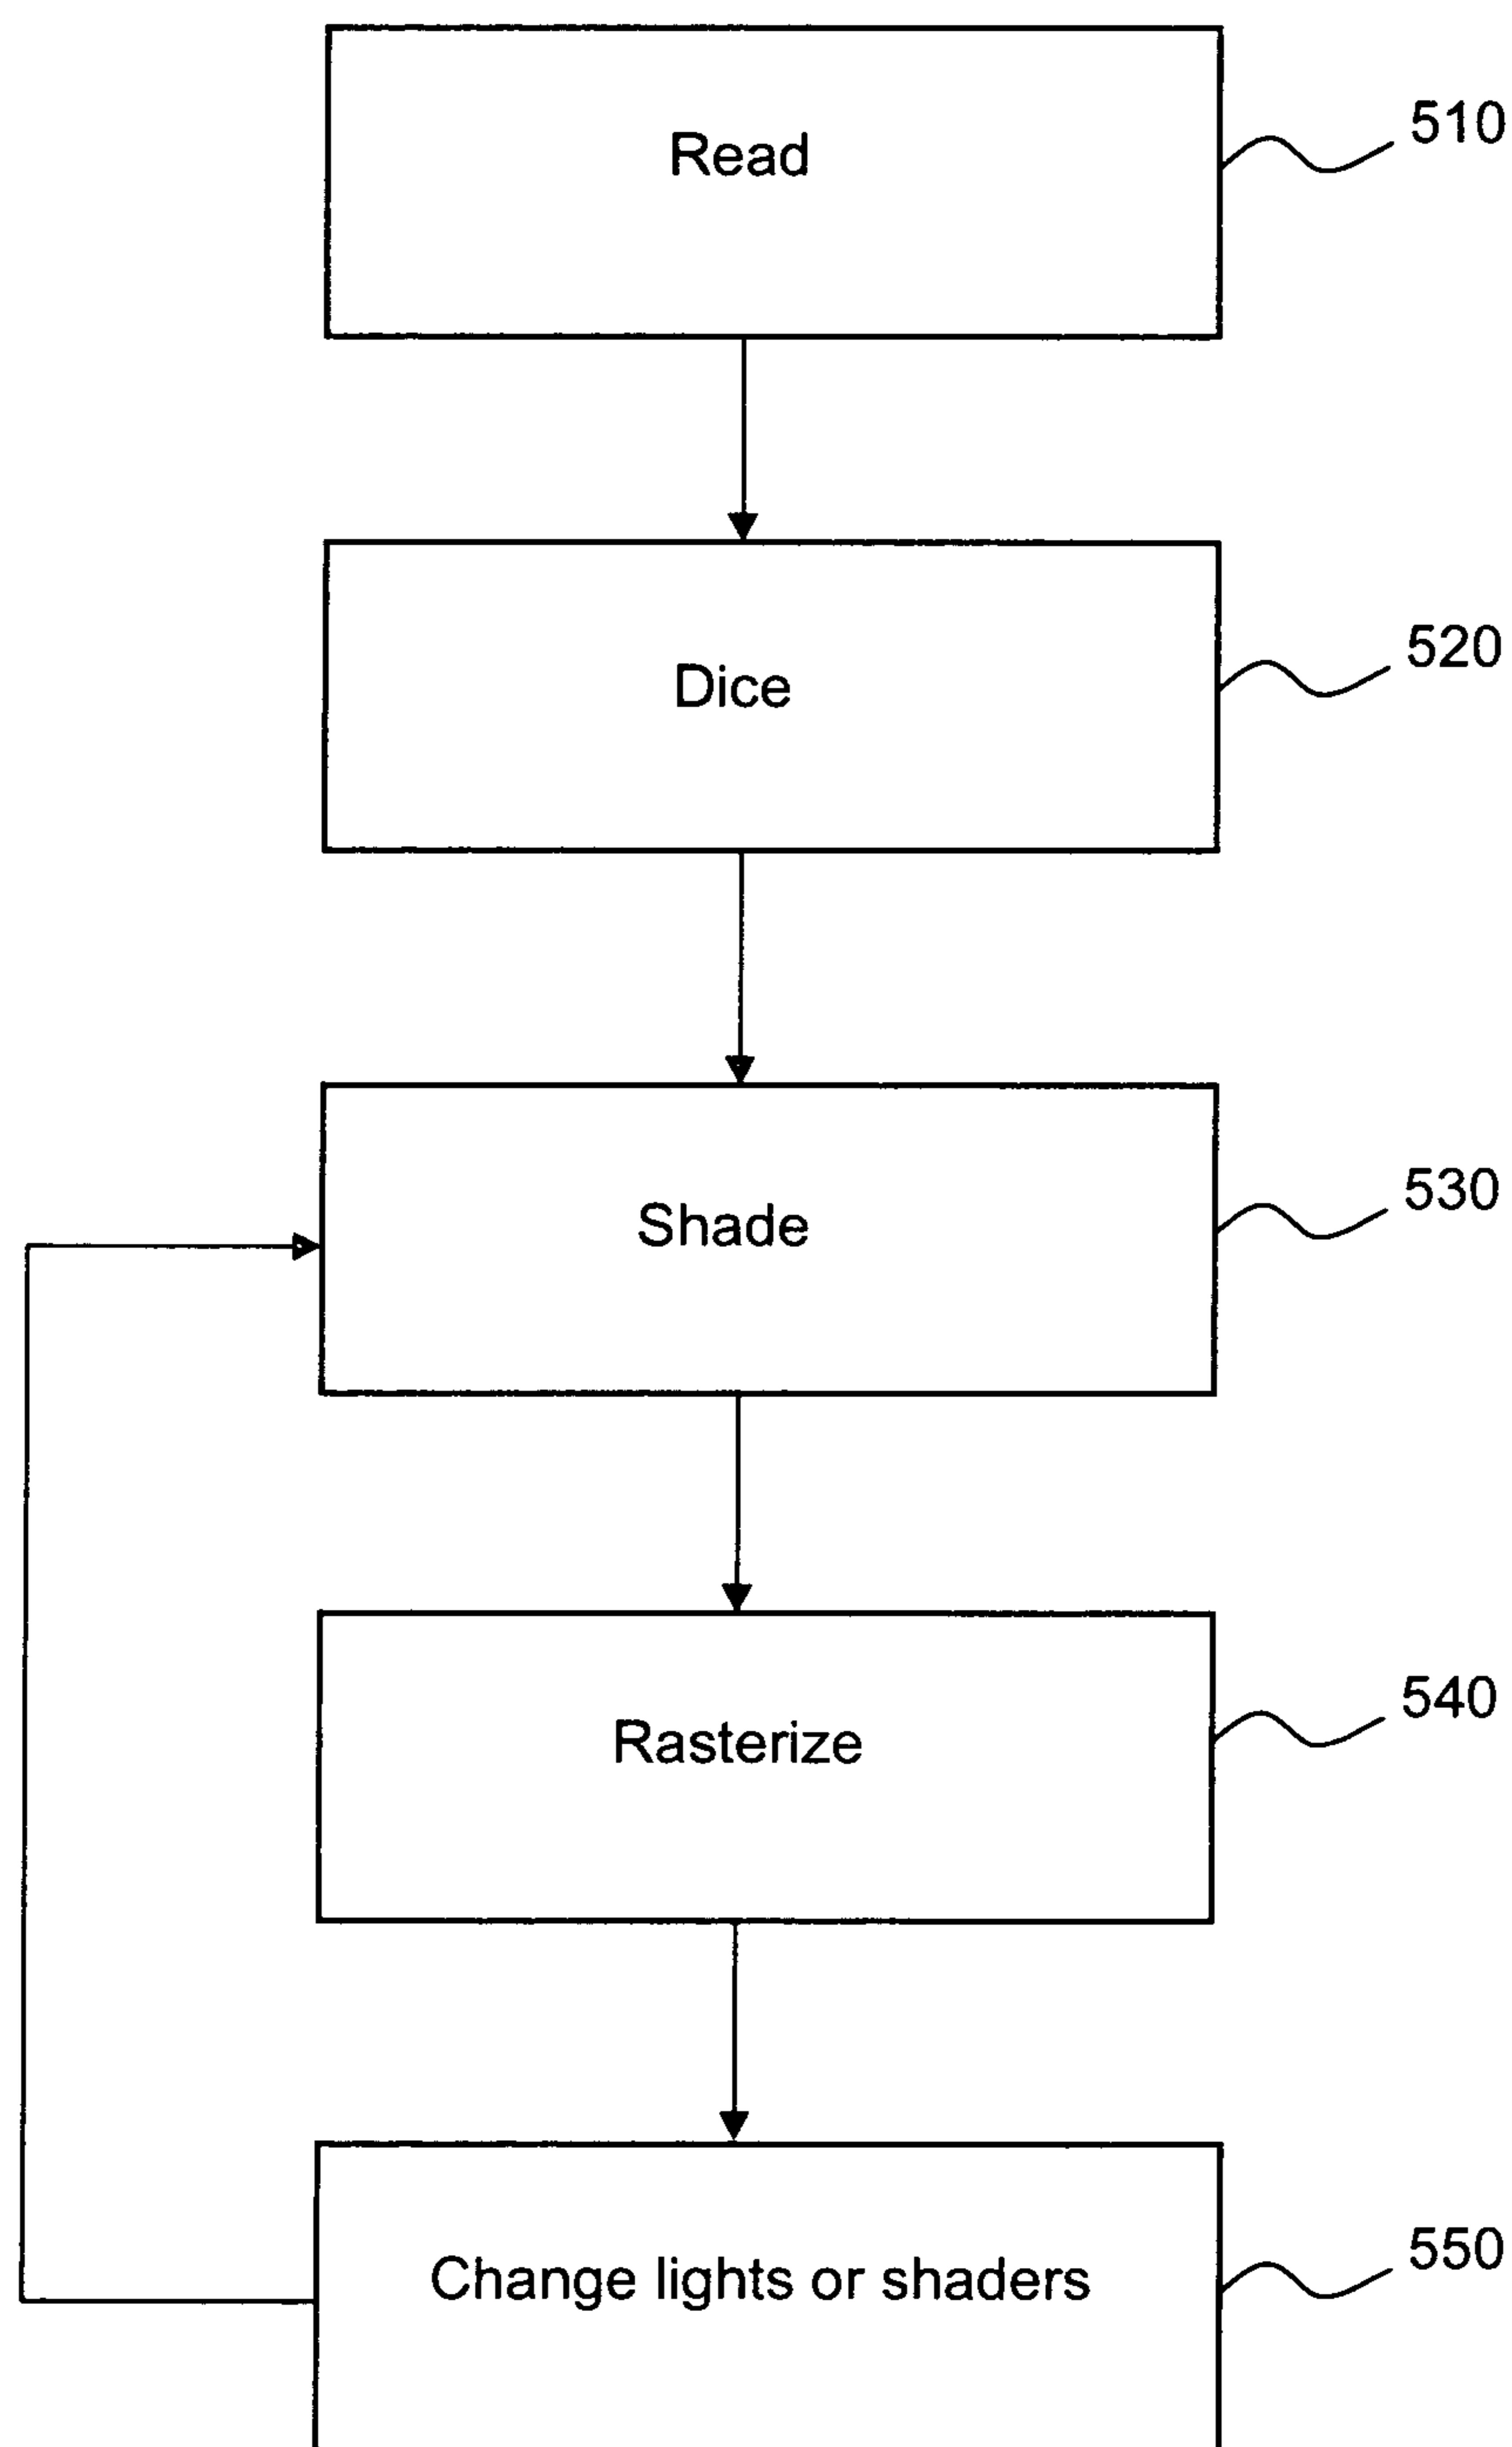 Read
510
Dice
520
Shade
530
Rasterize
540
Change lights or shaders
550